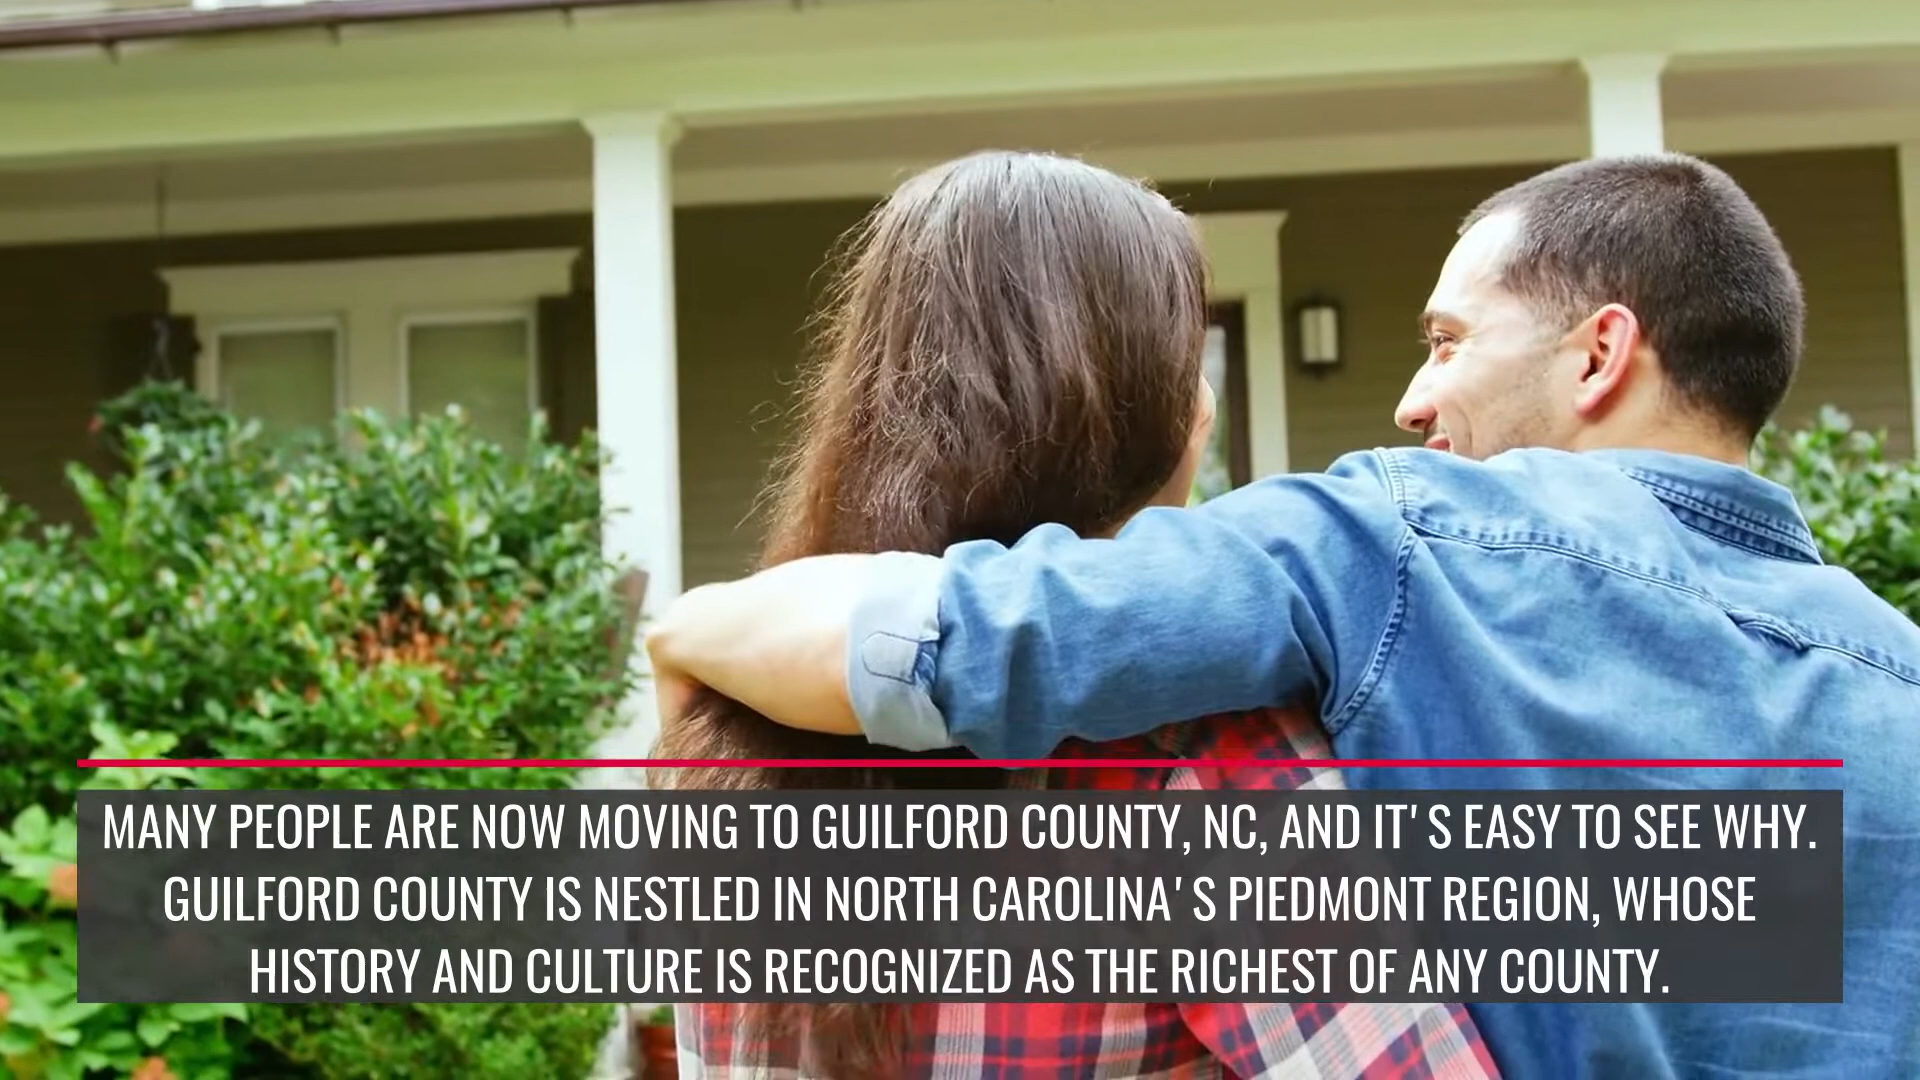 MANY PEOPLE ARE NOW MOVING TO GUILFORD COUNTY, NC, AND IT'S EASY TO SEE WHY.
GUILFORD COUNTY IS NESTLED IN NORTH CAROLINA'S PIEDMONT REGION, WHOSE
HISTORY AND CULTURE IS RECOGNIZED AS THE RICHEST OF ANY COUNTY.